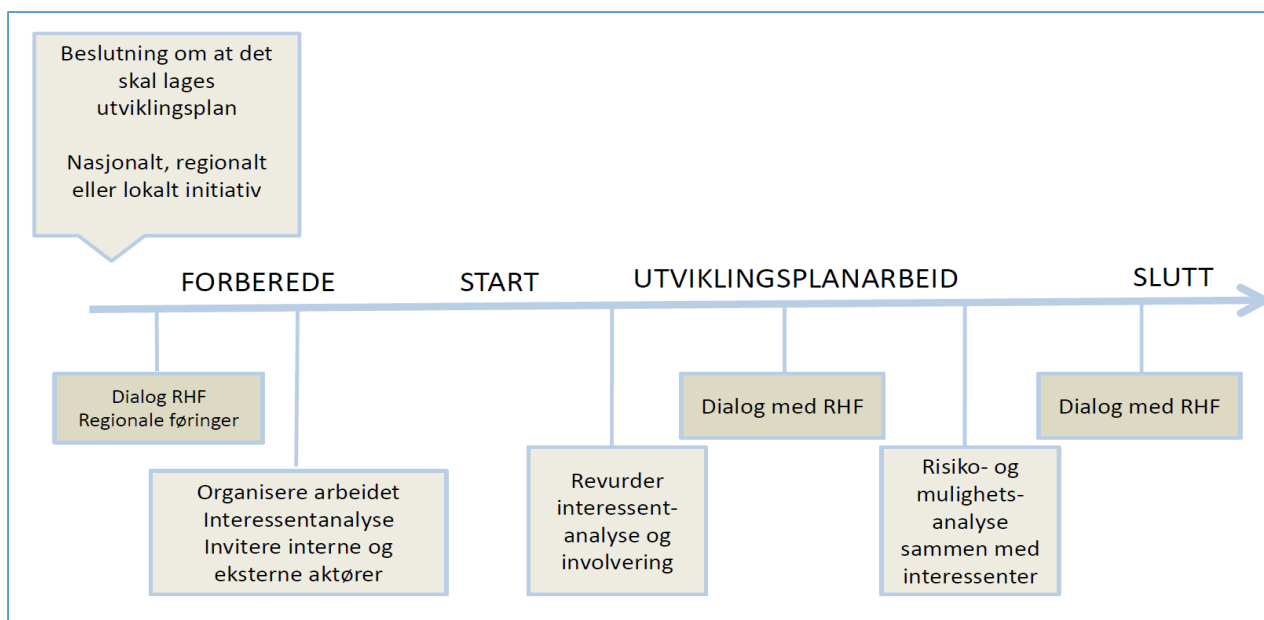 Beslutning om at det
skal lages
utviklingsplan
Nasjonalt, regionalt
eller lokalt initiativ
FORBEREDE
START
UTVIKLINGSPLANARBEID
SLUTT
Dialog RHF
Regionale føringer
Organisere arbeidet
Interessentanalyse
Invitere interne og
eksterne aktører
Revurder
interessent-
analyse og
involvering
Dialog med RHF
Risiko- og
mulighets-
analyse
sammen med
interessenter
Dialog med RHF